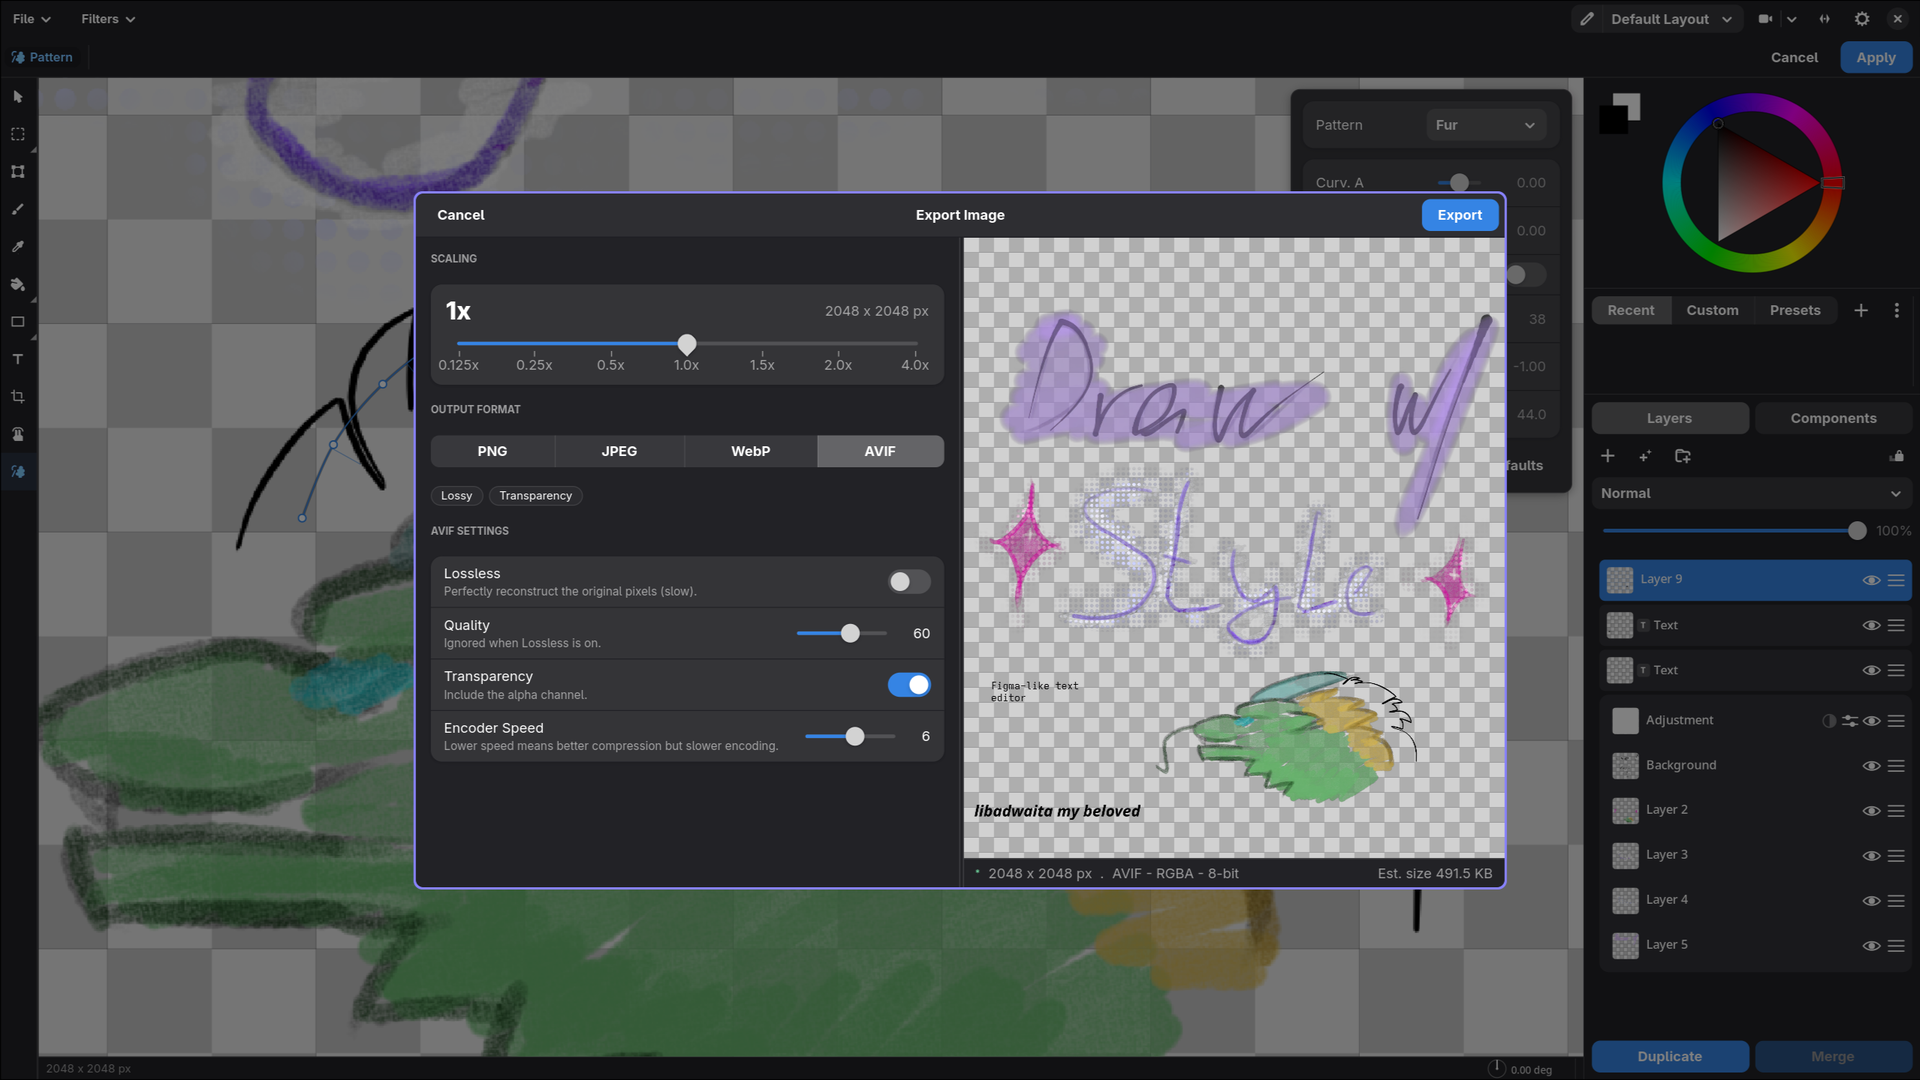 File Filters Default Layout
Pattern Cancel Apply
Pattern Fur
Curv. A 0.00
0.00
38
-1.00
44.0
faults
Cancel Export Image Export
SCALING
1x 2048 x 2048 px
0.125x 0.25x 0.5x 1.0x 1.5x 2.0x 4.0x
OUTPUT FORMAT
PNG JPEG WebP AVIF
Lossy Transparency
AVIF SETTINGS
Lossless
Perfectly reconstruct the original pixels (slow).
Quality 60
Ignored when Lossless is on.
Transparency
Include the alpha channel.
Encoder Speed 6
Lower speed means better compression but slower encoding.
Draw w/
Style
Figma-like text
editor
libadwaita my beloved
2048 x 2048 px . AVIF - RGBA - 8-bit Est. size 491.5 KB
Recent Custom Presets
Layers Components
Normal
100%
Layer 9
T Text
T Text
Adjustment
Background
Layer 2
Layer 3
Layer 4
Layer 5
Duplicate Merge
2048 x 2048 px 0.00 deg